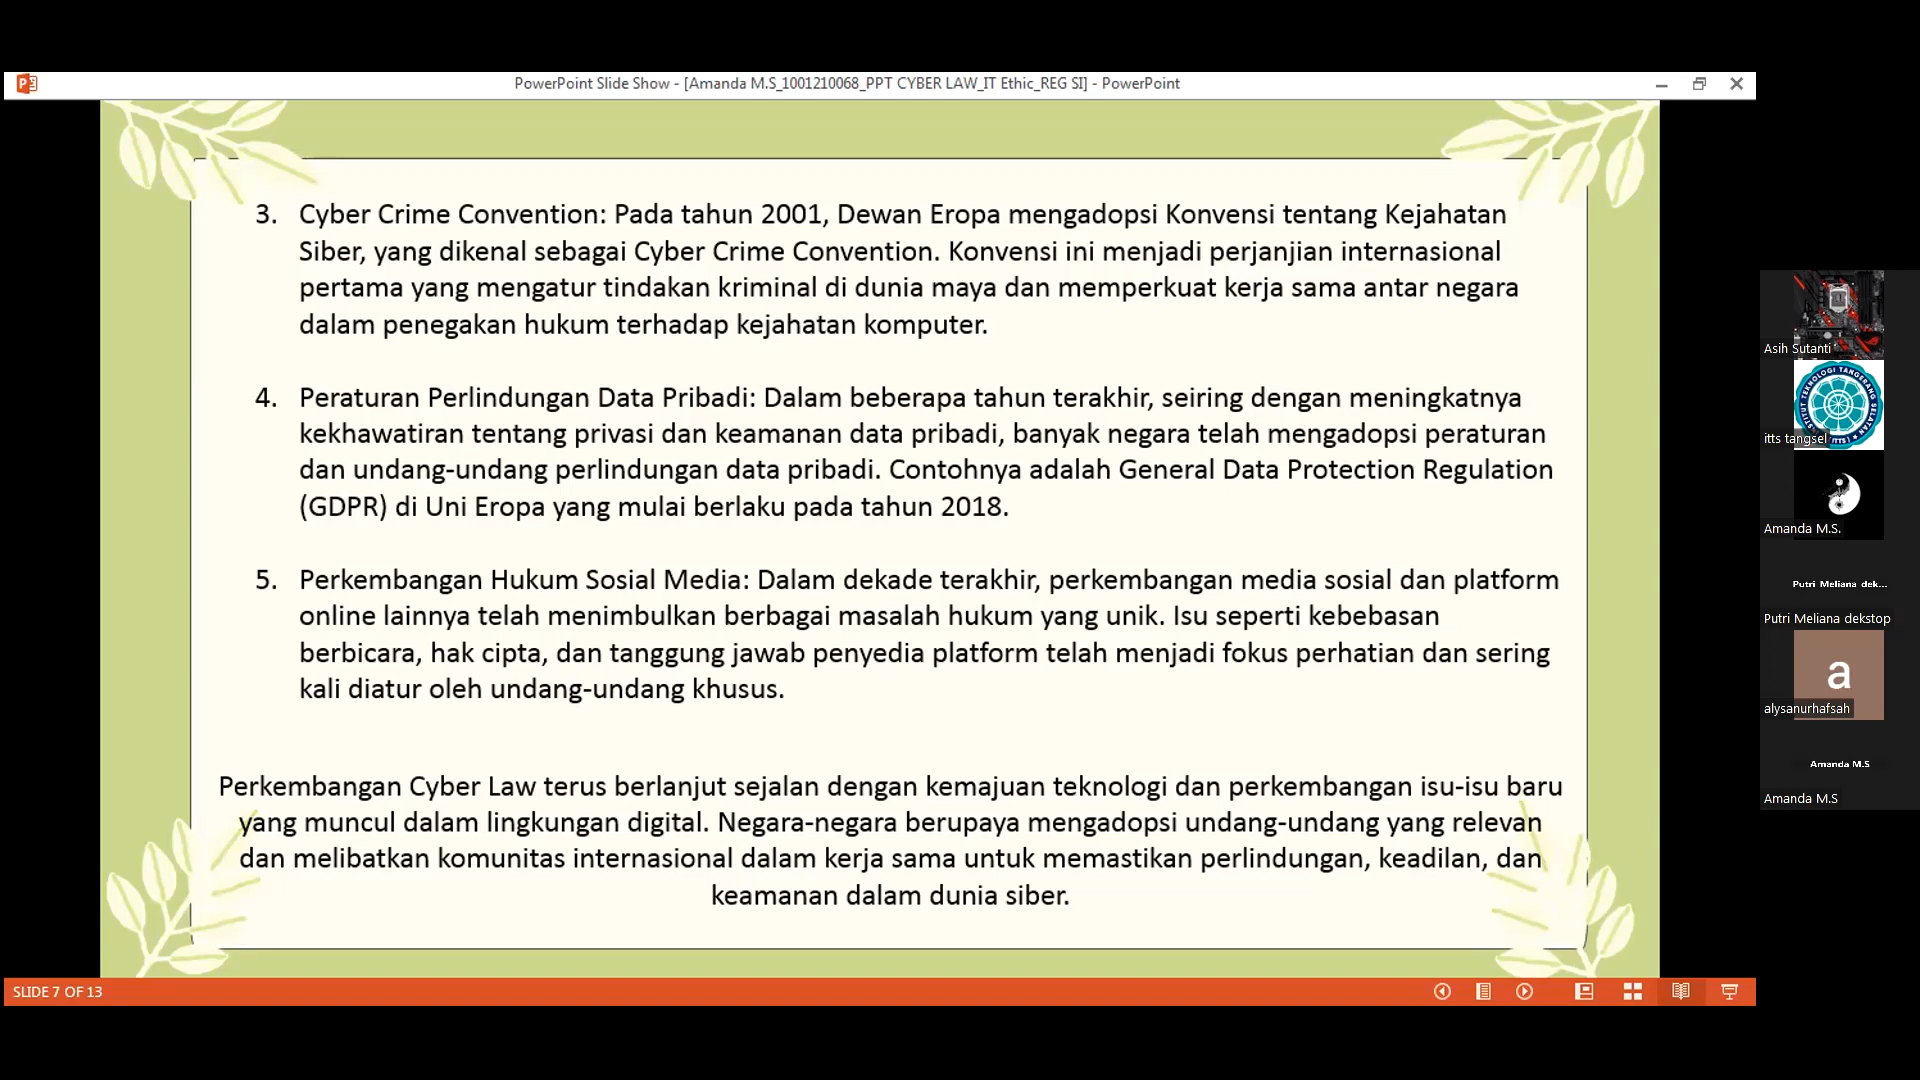 PowerPoint Slide Show - [Amanda M.S_1001210068_PPT CYBER LAW_IT Ethic_REG SI] - PowerPoint
3. Cyber Crime Convention: Pada tahun 2001, Dewan Eropa mengadopsi Konvensi tentang Kejahatan
Siber, yang dikenal sebagai Cyber Crime Convention. Konvensi ini menjadi perjanjian internasional
pertama yang mengatur tindakan kriminal di dunia maya dan memperkuat kerja sama antar negara
dalam penegakan hukum terhadap kejahatan komputer.
4. Peraturan Perlindungan Data Pribadi: Dalam beberapa tahun terakhir, seiring dengan meningkatnya
kekhawatiran tentang privasi dan keamanan data pribadi, banyak negara telah mengadopsi peraturan
dan undang-undang perlindungan data pribadi. Contohnya adalah General Data Protection Regulation
(GDPR) di Uni Eropa yang mulai berlaku pada tahun 2018.
5. Perkembangan Hukum Sosial Media: Dalam dekade terakhir, perkembangan media sosial dan platform
online lainnya telah menimbulkan berbagai masalah hukum yang unik. Isu seperti kebebasan
berbicara, hak cipta, dan tanggung jawab penyedia platform telah menjadi fokus perhatian dan sering
kali diatur oleh undang-undang khusus.
Perkembangan Cyber Law terus berlanjut sejalan dengan kemajuan teknologi dan perkembangan isu-isu baru
yang muncul dalam lingkungan digital. Negara-negara berupaya mengadopsi undang-undang yang relevan
dan melibatkan komunitas internasional dalam kerja sama untuk memastikan perlindungan, keadilan, dan
keamanan dalam dunia siber.
SLIDE 7 OF 13
Asih Sutanti
INSTITUT TEKNOLOGI TANGERANG SELATAN
(ITTS)
itts tangsel
Amanda M.S.
Putri Meliana dek...
Putri Meliana dekstop
a
alysanurhafsah
Amanda M.S
Amanda M.S